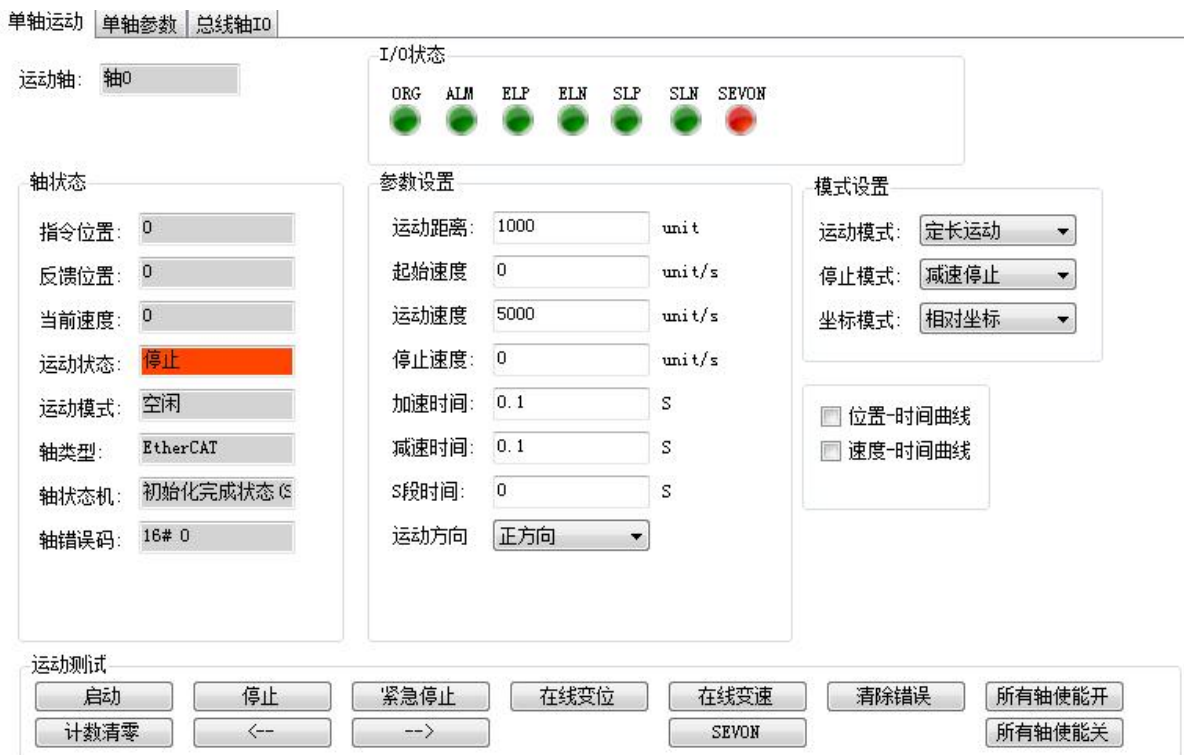 单轴运动 单轴参数 总线轴IO
运动轴: 轴0
I/O状态
ORG ALM ELP ELN SLP SLN SEVON
轴状态
指令位置: 0
反馈位置: 0
当前速度: 0
运动状态: 停止
运动模式: 空闲
轴类型: EtherCAT
轴状态机: 初始化完成状态(S
轴错误码: 16# 0
参数设置
运动距离: 1000 unit
起始速度 0 unit/s
运动速度 5000 unit/s
停止速度: 0 unit/s
加速时间: 0.1 S
减速时间: 0.1 S
S段时间: 0 S
运动方向 正方向
模式设置
运动模式: 定长运动
停止模式: 减速停止
坐标模式: 相对坐标
位置-时间曲线
速度-时间曲线
运动测试
启动 停止 紧急停止 在线变位 在线变速 清除错误 所有轴使能开
计数清零 <-- --> SEVON 所有轴使能关